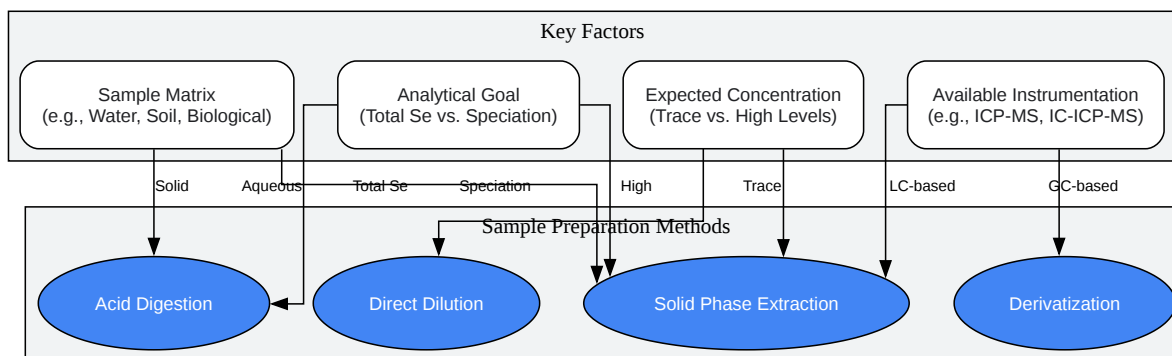 Key Factors
Sample Matrix
(e.g., Water, Soil, Biological)
Analytical Goal
(Total Se vs. Speciation)
Expected Concentration
(Trace vs. High Levels)
Available Instrumentation
(e.g., ICP-MS, IC-ICP-MS)
Solid
Aqueous
Total Se
Speciation
High
Trace
LC-based
GC-based
Sample Preparation Methods
Acid Digestion
Direct Dilution
Solid Phase Extraction
Derivatization